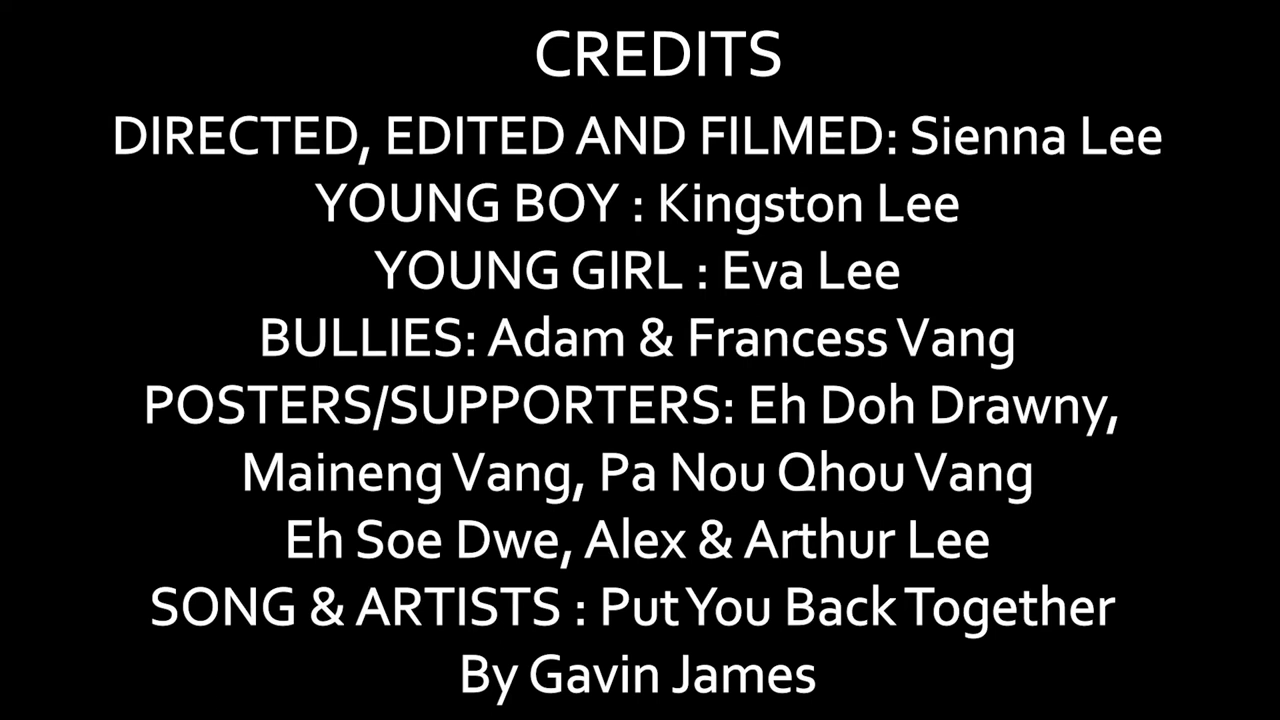 CREDITS
DIRECTED, EDITED AND FILMED: Sienna Lee
YOUNG BOY : Kingston Lee
YOUNG GIRL : Eva Lee
BULLIES: Adam & Francess Vang
POSTERS/SUPPORTERS: Eh Doh Drawny,
Maineng Vang, Pa Nou Qhou Vang
Eh Soe Dwe, Alex & Arthur Lee
SONG & ARTISTS : Put You Back Together
By Gavin James